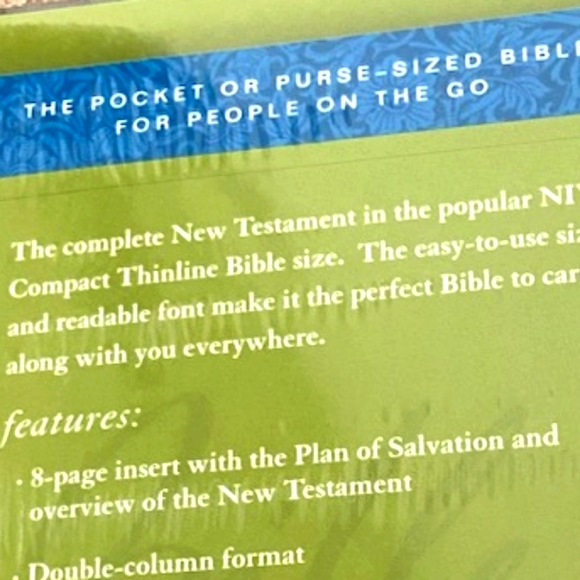 THE POCKET OR PURSE-SIZED BIBLE
FOR PEOPLE ON THE GO
The complete New Testament in the popular NIV
Compact Thinline Bible size. The easy-to-use
and readable font make it the perfect Bible to
along with you everywhere.
features:
· 8-page insert with the Plan of Salvation and
overview of the New Testament
· Double-column format